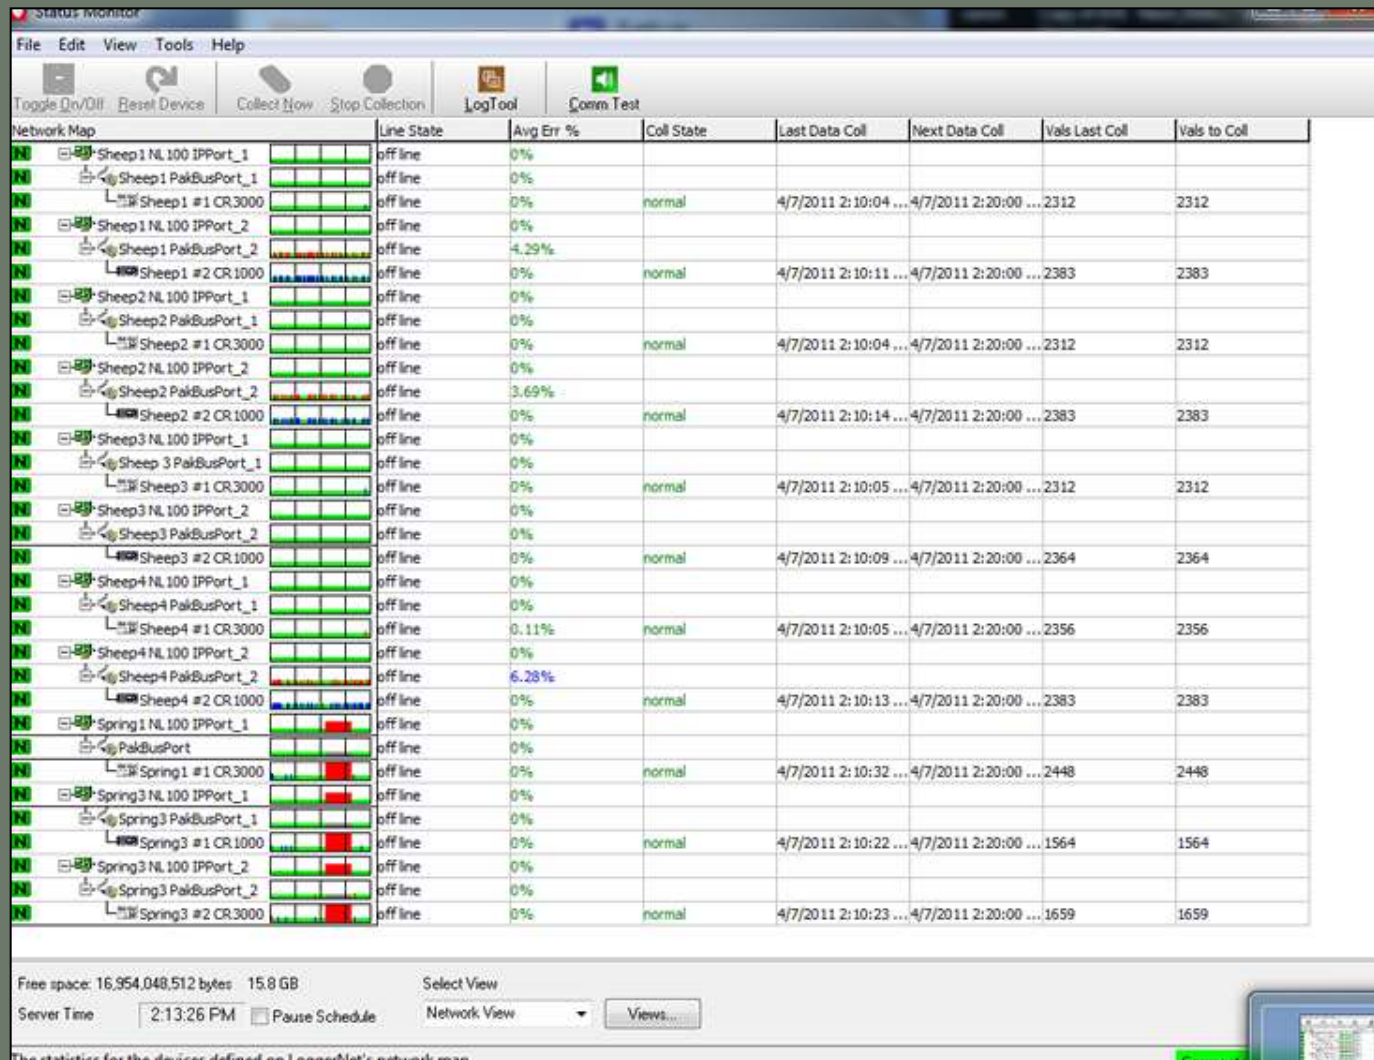 Status Monitor
File Edit View Tools Help
Toggle On/Off Reset Device Collect Now Stop Collection LogTool Comm Test
Network Map Line State Avg Err % Coll State Last Data Coll Next Data Coll Vals Last Coll Vals to Coll
N Sheep1 NL100 IPPort_1 off line 0%
N Sheep1 PakBusPort_1 off line 0%
N Sheep1 #1 CR3000 off line 0% normal 4/7/2011 2:10:04 ... 4/7/2011 2:20:00 ... 2312 2312
N Sheep1 NL100 IPPort_2 off line 0%
N Sheep1 PakBusPort_2 off line 4.29%
N Sheep1 #2 CR1000 off line 0% normal 4/7/2011 2:10:11 ... 4/7/2011 2:20:00 ... 2383 2383
N Sheep2 NL100 IPPort_1 off line 0%
N Sheep2 PakBusPort_1 off line 0%
N Sheep2 #1 CR3000 off line 0% normal 4/7/2011 2:10:04 ... 4/7/2011 2:20:00 ... 2312 2312
N Sheep2 NL100 IPPort_2 off line 0%
N Sheep2 PakBusPort_2 off line 3.69%
N Sheep2 #2 CR1000 off line 0% normal 4/7/2011 2:10:14 ... 4/7/2011 2:20:00 ... 2383 2383
N Sheep3 NL100 IPPort_1 off line 0%
N Sheep 3 PakBusPort_1 off line 0%
N Sheep3 #1 CR3000 off line 0% normal 4/7/2011 2:10:05 ... 4/7/2011 2:20:00 ... 2312 2312
N Sheep3 NL100 IPPort_2 off line 0%
N Sheep3 PakBusPort_2 off line 0%
N Sheep3 #2 CR1000 off line 0% normal 4/7/2011 2:10:09 ... 4/7/2011 2:20:00 ... 2364 2364
N Sheep4 NL100 IPPort_1 off line 0%
N Sheep4 PakBusPort_1 off line 0%
N Sheep4 #1 CR3000 off line 0.11% normal 4/7/2011 2:10:05 ... 4/7/2011 2:20:00 ... 2356 2356
N Sheep4 NL100 IPPort_2 off line 0%
N Sheep4 PakBusPort_2 off line 6.28%
N Sheep4 #2 CR1000 off line 0% normal 4/7/2011 2:10:13 ... 4/7/2011 2:20:00 ... 2383 2383
N Spring1 NL100 IPPort_1 off line 0%
N PakBusPort off line 0%
N Spring1 #1 CR3000 off line 0% normal 4/7/2011 2:10:32 ... 4/7/2011 2:20:00 ... 2448 2448
N Spring3 NL100 IPPort_1 off line 0%
N Spring3 PakBusPort_1 off line 0%
N Spring3 #1 CR1000 off line 0% normal 4/7/2011 2:10:22 ... 4/7/2011 2:20:00 ... 1564 1564
N Spring3 NL100 IPPort_2 off line 0%
N Spring3 PakBusPort_2 off line 0%
N Spring3 #2 CR3000 off line 0% normal 4/7/2011 2:10:23 ... 4/7/2011 2:20:00 ... 1659 1659
Free space: 16,954,048,512 bytes 15.8 GB Select View
Server Time 2:13:26 PM Pause Schedule Network View Views...
The statistics for the devices defined on LoggerNet's network map